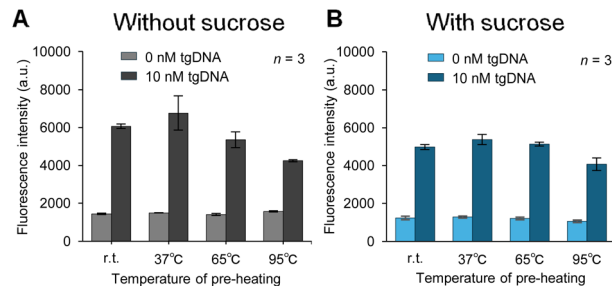 A
Without sucrose
Fluorescence intensity (a.u.)
10000
8000
6000
4000
2000
0
0 nM tgDNA
10 nM tgDNA
n = 3
r.t.
37°C
65°C
95°C
Temperature of pre-heating
B
With sucrose
Fluorescence intensity (a.u.)
10000
8000
6000
4000
2000
0
0 nM tgDNA
10 nM tgDNA
n = 3
r.t.
37°C
65°C
95°C
Temperature of pre-heating